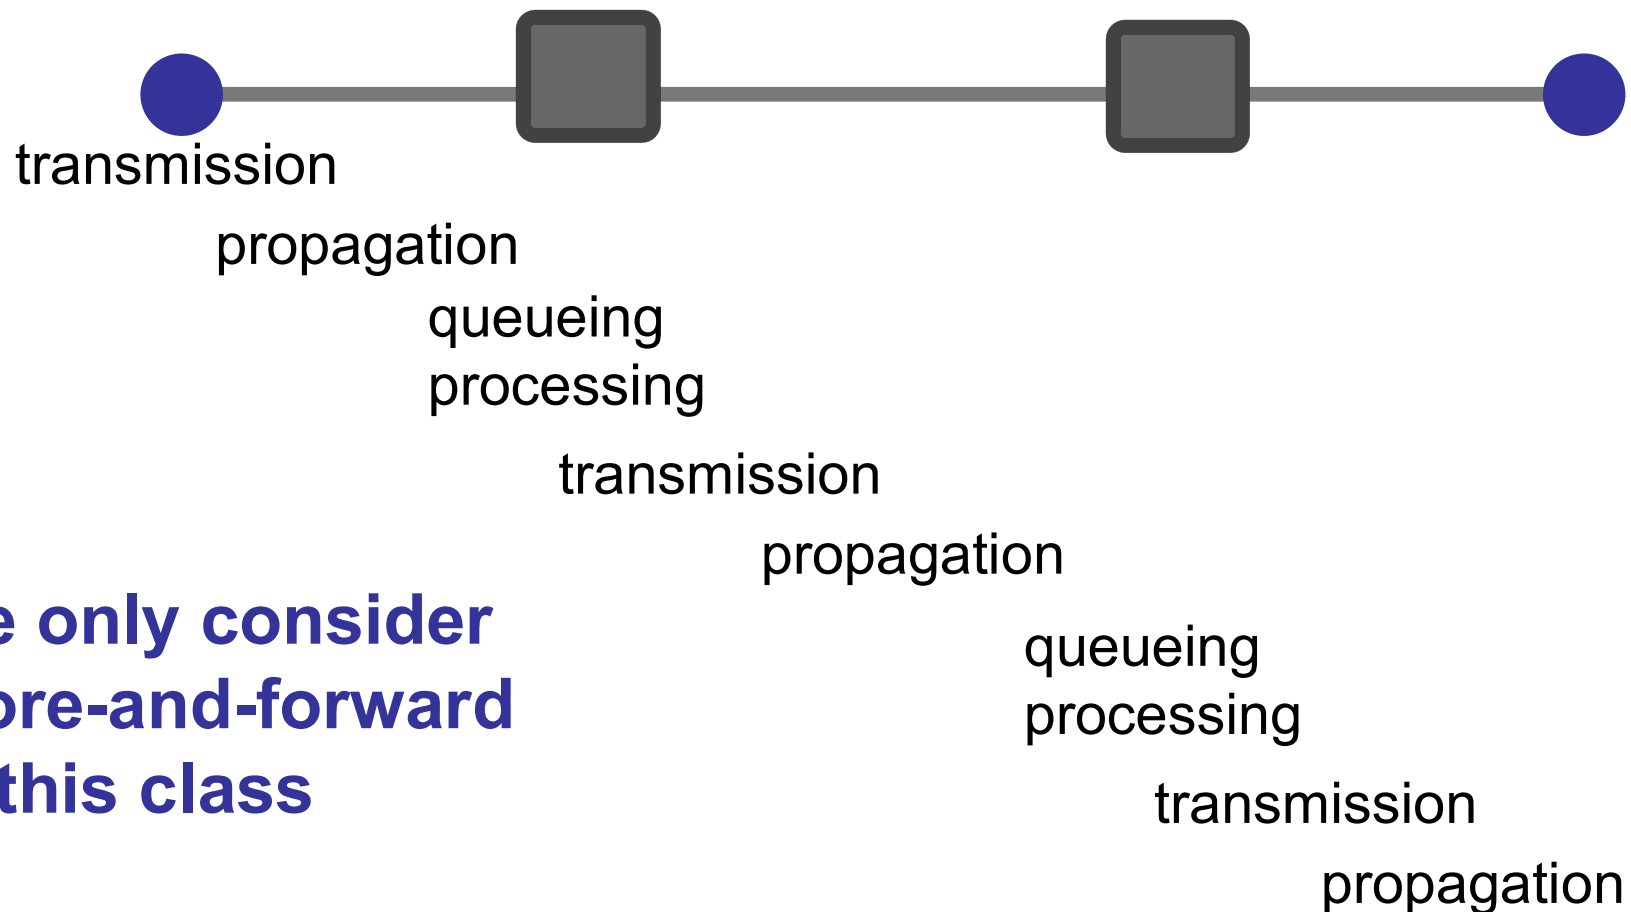 transmission
propagation
queueing
processing
transmission
propagation
only consider
queueing
processing
ore-and-forward
this class
transmission
propagation